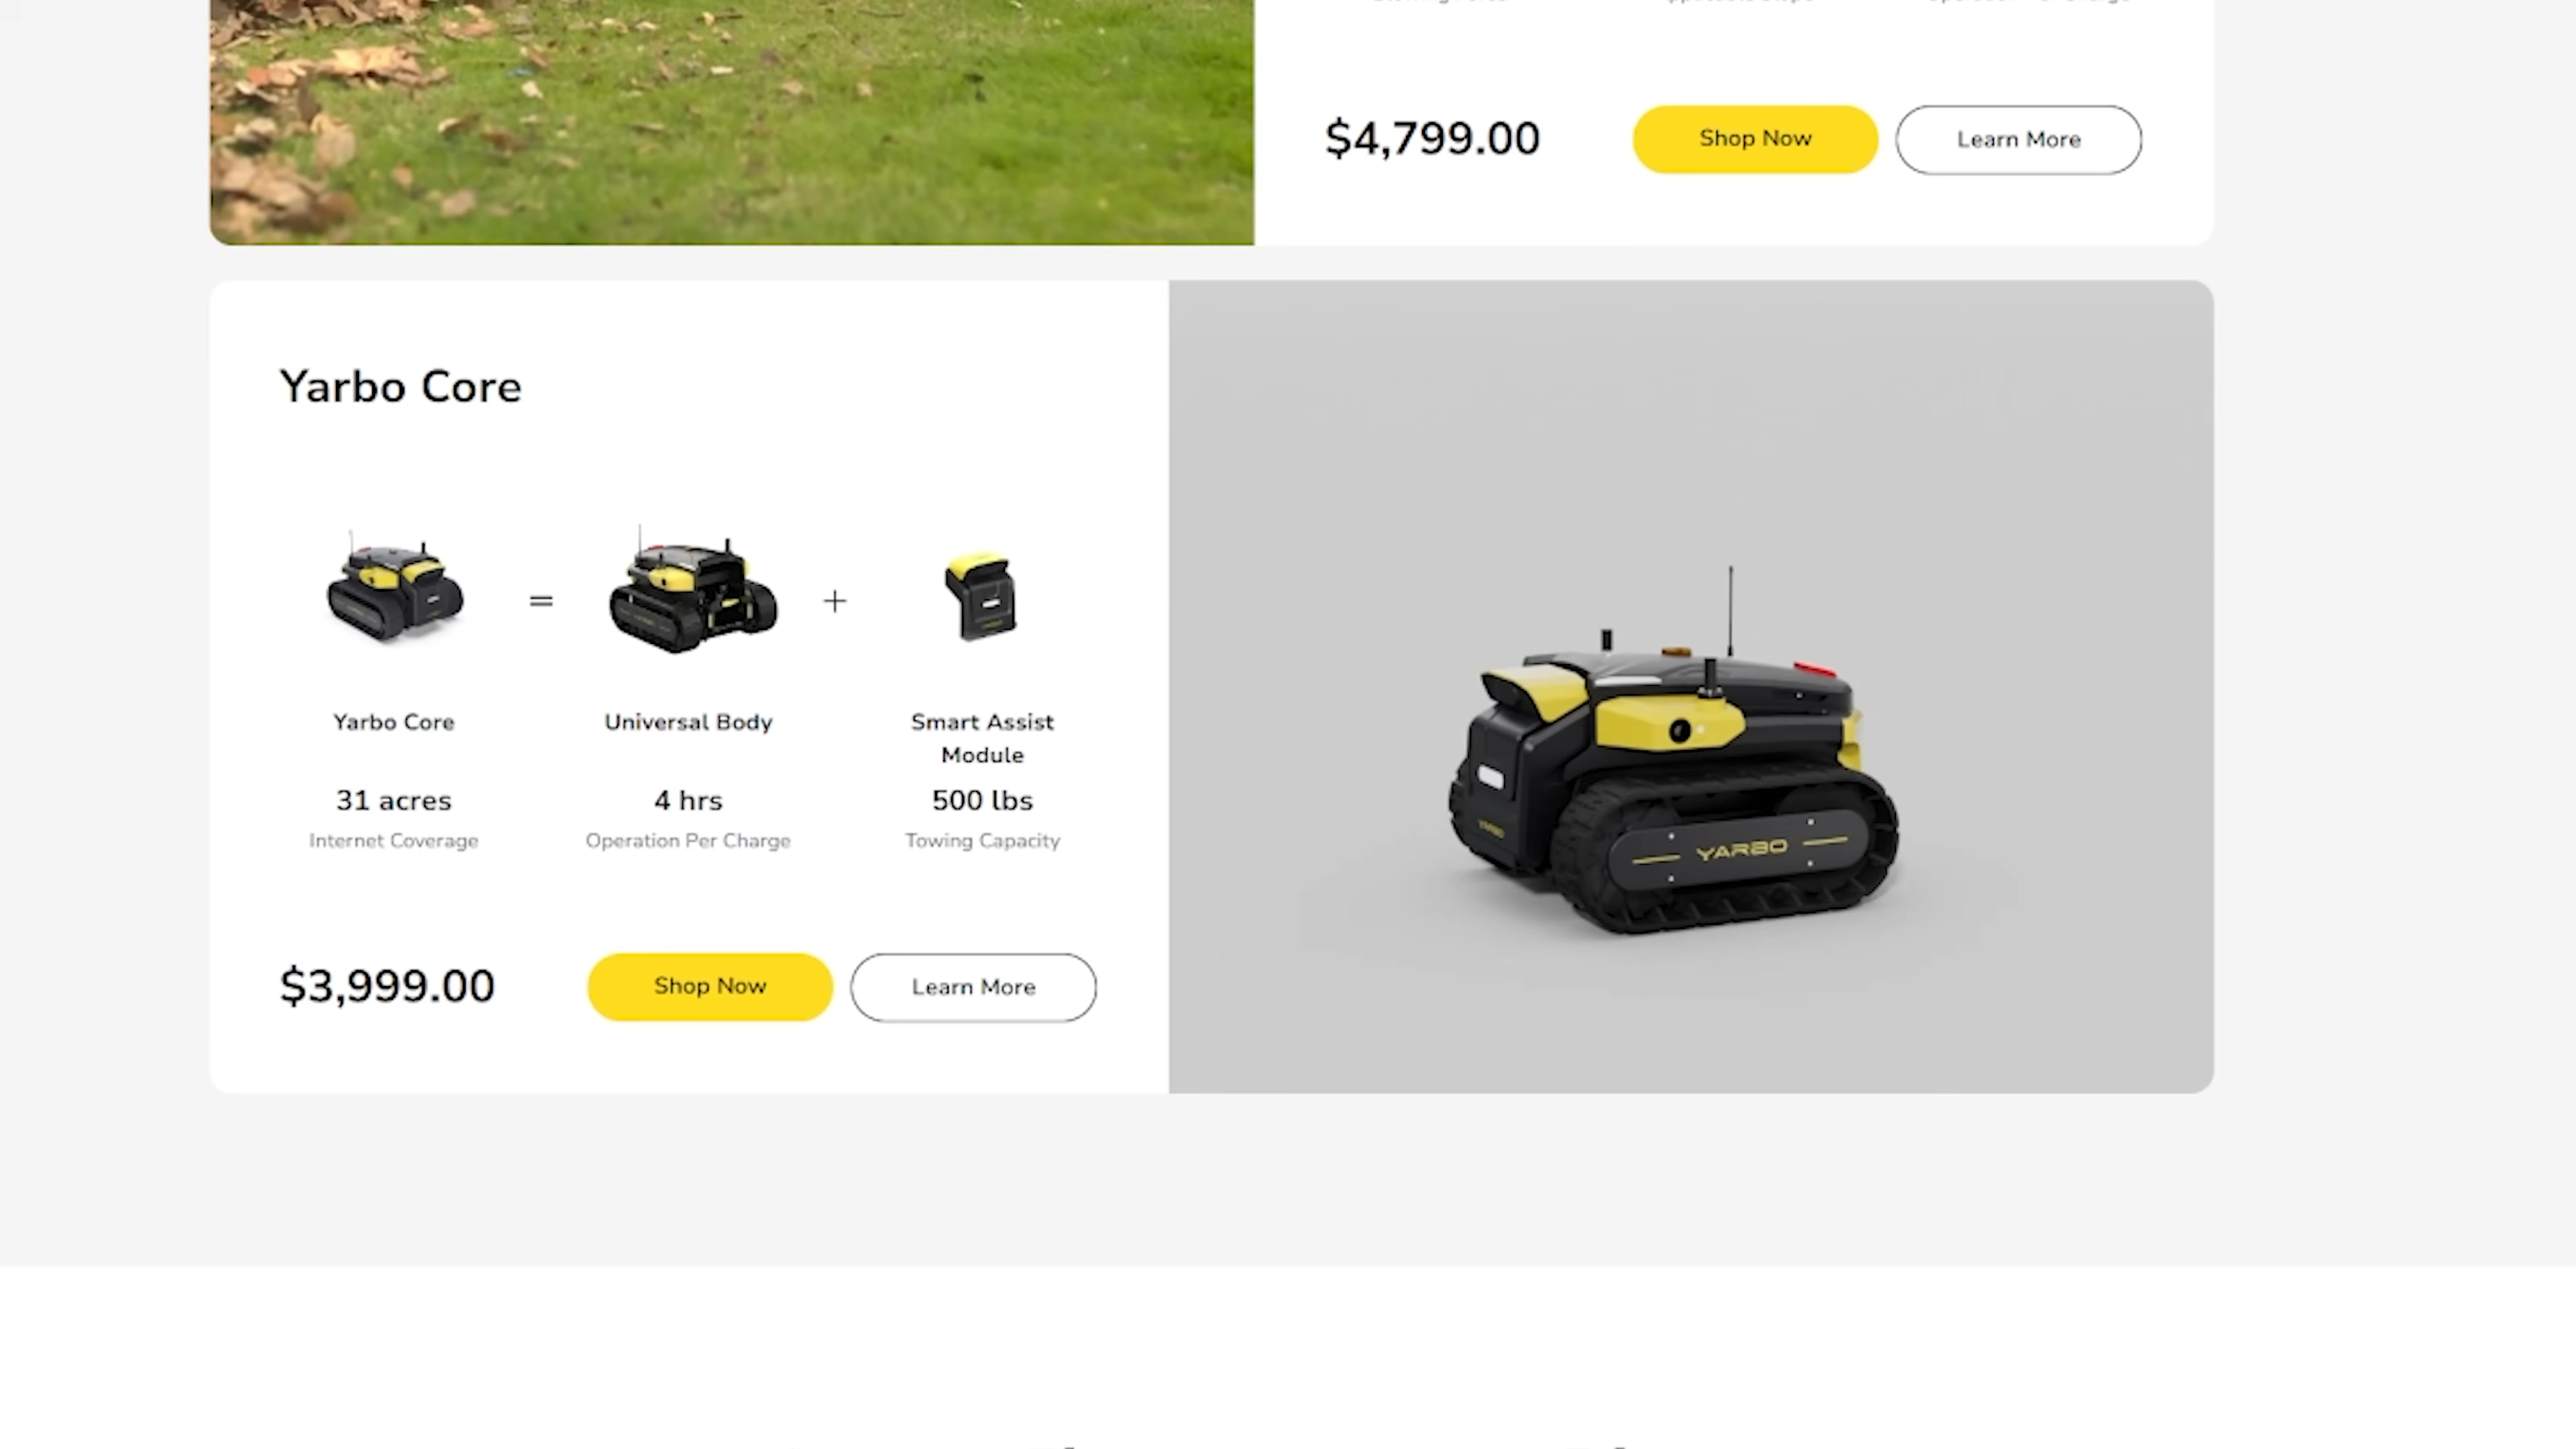 $4,799.00
Shop Now
Learn More
Yarbo Core
=
+
Yarbo Core
Universal Body
Smart Assist
Module
31 acres
4 hrs
500 lbs
Internet Coverage
Operation Per Charge
Towing Capacity
$3,999.00
Shop Now
Learn More
YARBO
YARBO